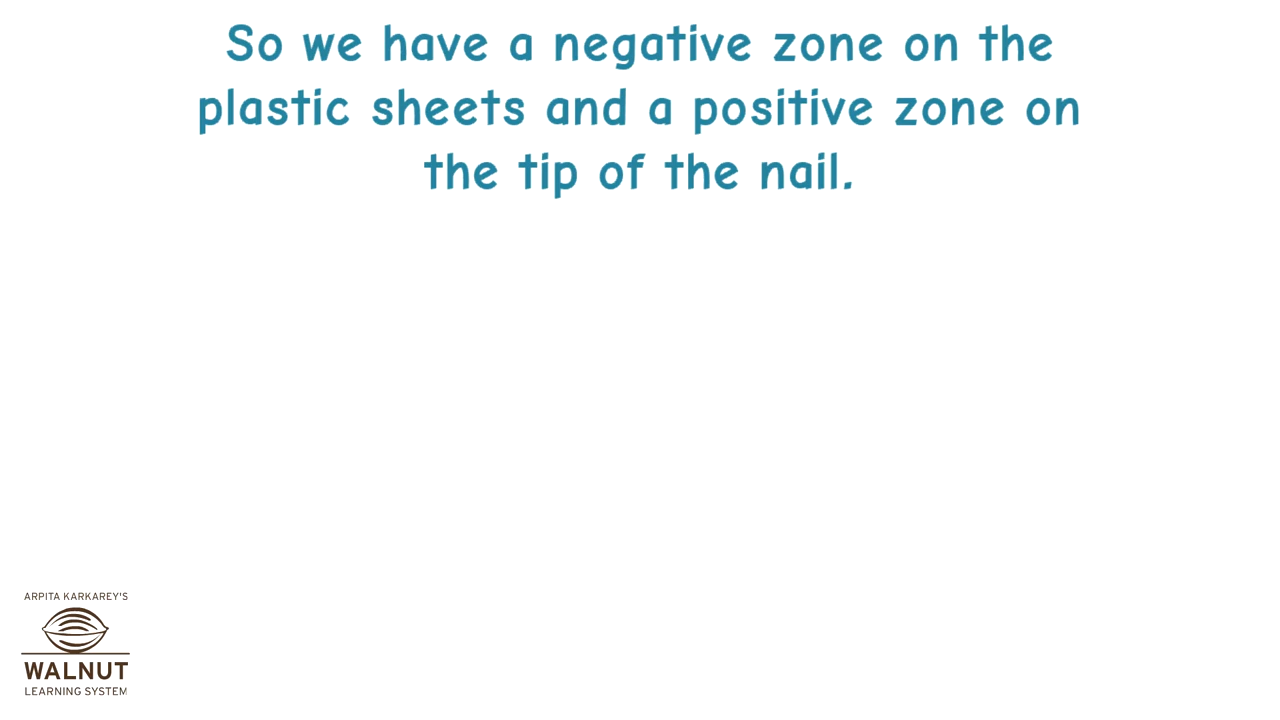 So we have a negative zone on the
plastic sheets and a positive zone on
the tip of the nail.
ARPITA KARKAREY'S
WALNUT
LEARNING SYSTEM